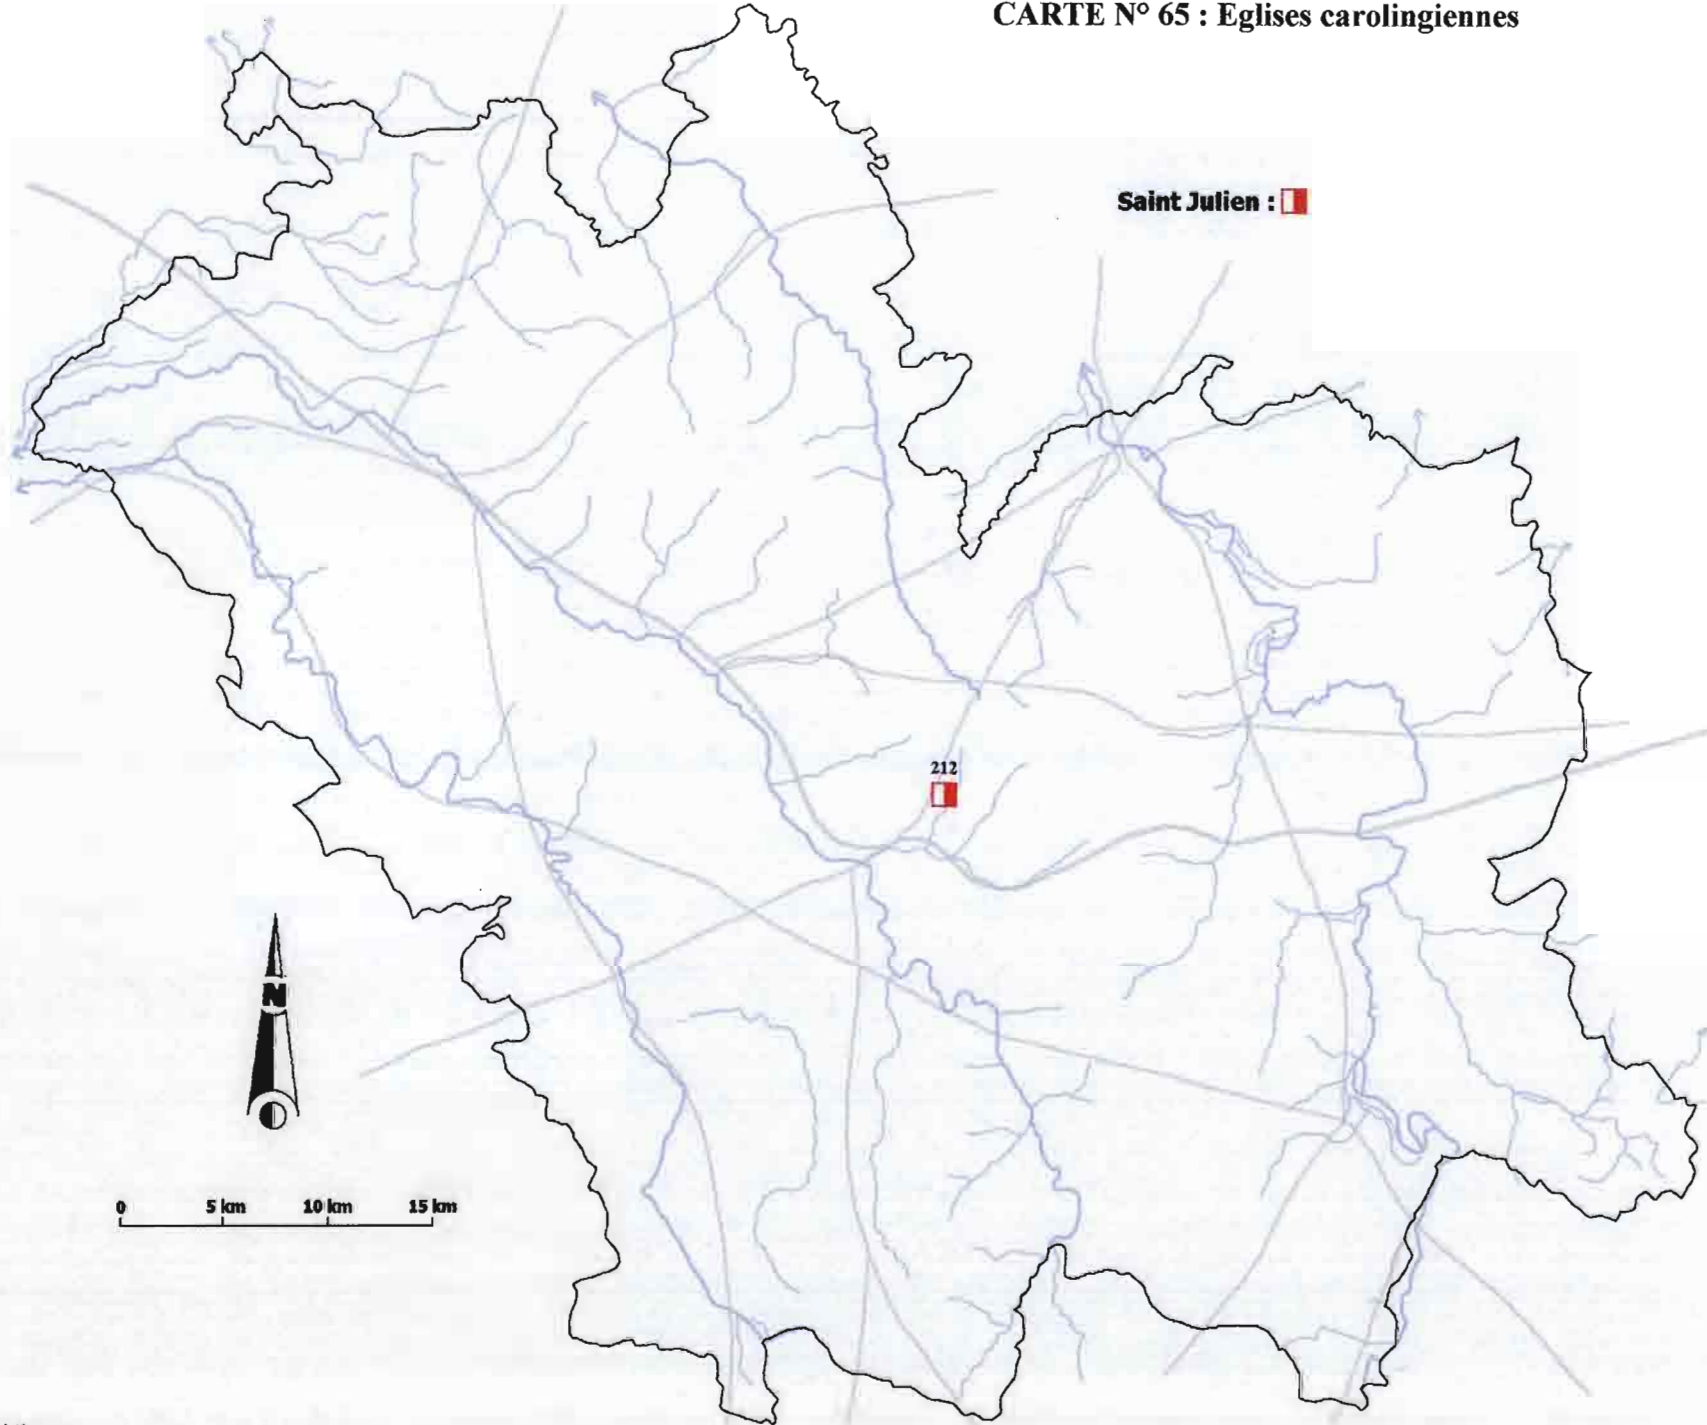 CARTE N° 65 : Eglises carolingiennes
Saint Julien :
212
N
0 5 km 10 km 15 km